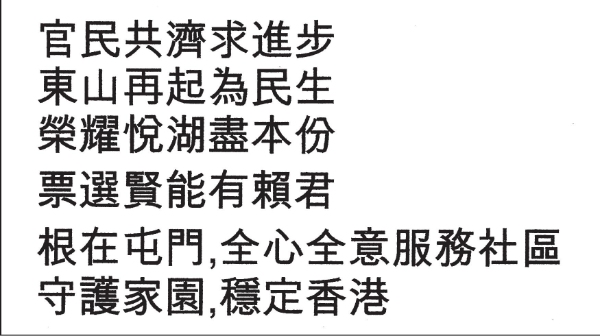 官民共濟求進步
東山再起為民生
榮耀悅湖盡本份
票選賢能有賴君
根在屯門,全心全意服務社區
守護家園,穩定香港